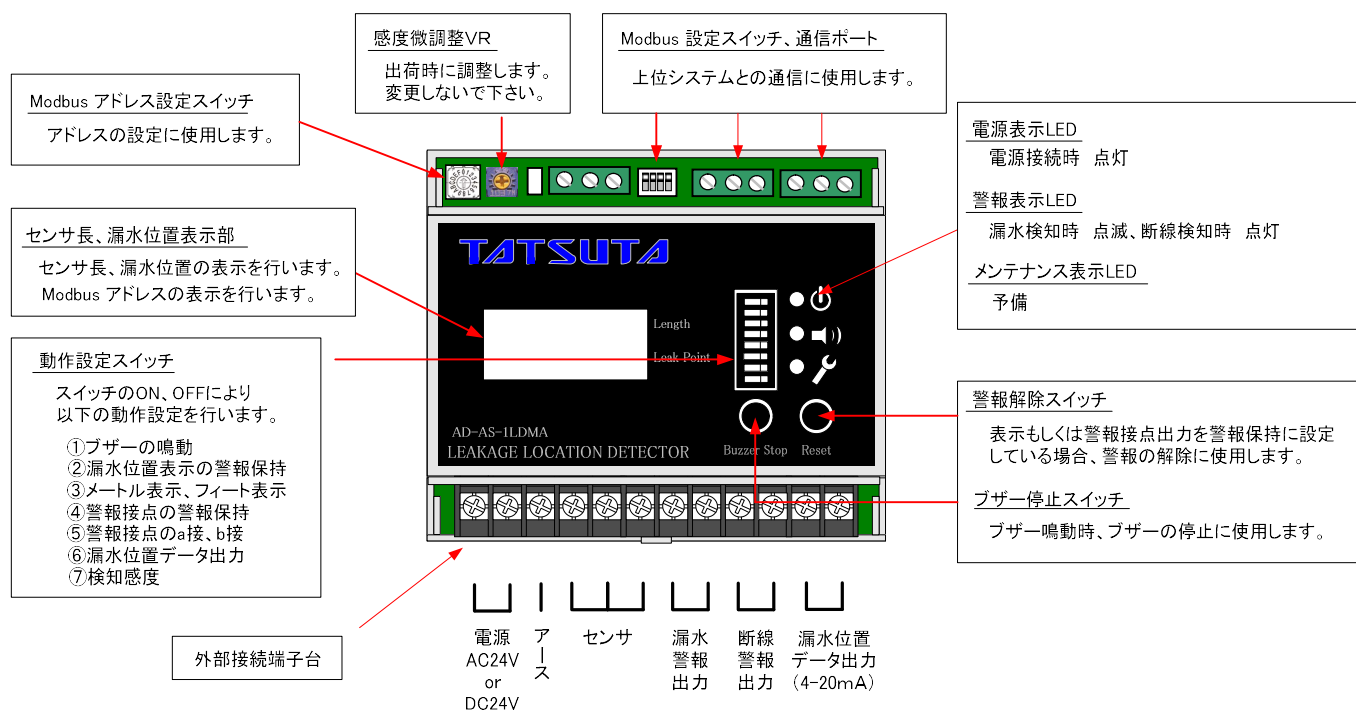 感度微調整VR
出荷時に調整します。
変更しないで下さい。
Modbus 設定スイッチ、通信ポート
上位システムとの通信に使用します。
Modbus アドレス設定スイッチ
アドレスの設定に使用します。
電源表示LED
電源接続時 点灯
警報表示LED
漏水検知時 点滅、断線検知時 点灯
メンテナンス表示LED
予備
センサ長、漏水位置表示部
センサ長、漏水位置の表示を行います。
Modbus アドレスの表示を行います。
TATSUTA
Length
Leak Point
AD-AS-1LDMA
LEAKAGE LOCATION DETECTOR
Buzzer Stop
Reset
動作設定スイッチ
スイッチのON、OFFにより
以下の動作設定を行います。
①ブザーの鳴動
②漏水位置表示の警報保持
③メートル表示、フィート表示
④警報接点の警報保持
⑤警報接点のa接、b接
⑥漏水位置データ出力
⑦検知感度
警報解除スイッチ
表示もしくは警報接点出力を警報保持に設定
している場合、警報の解除に使用します。
ブザー停止スイッチ
ブザー鳴動時、ブザーの停止に使用します。
外部接続端子台
電源
AC24V
or
DC24V
アース
センサ
漏水
警報
出力
断線
警報
出力
漏水位置
データ出力
(4-20mA)